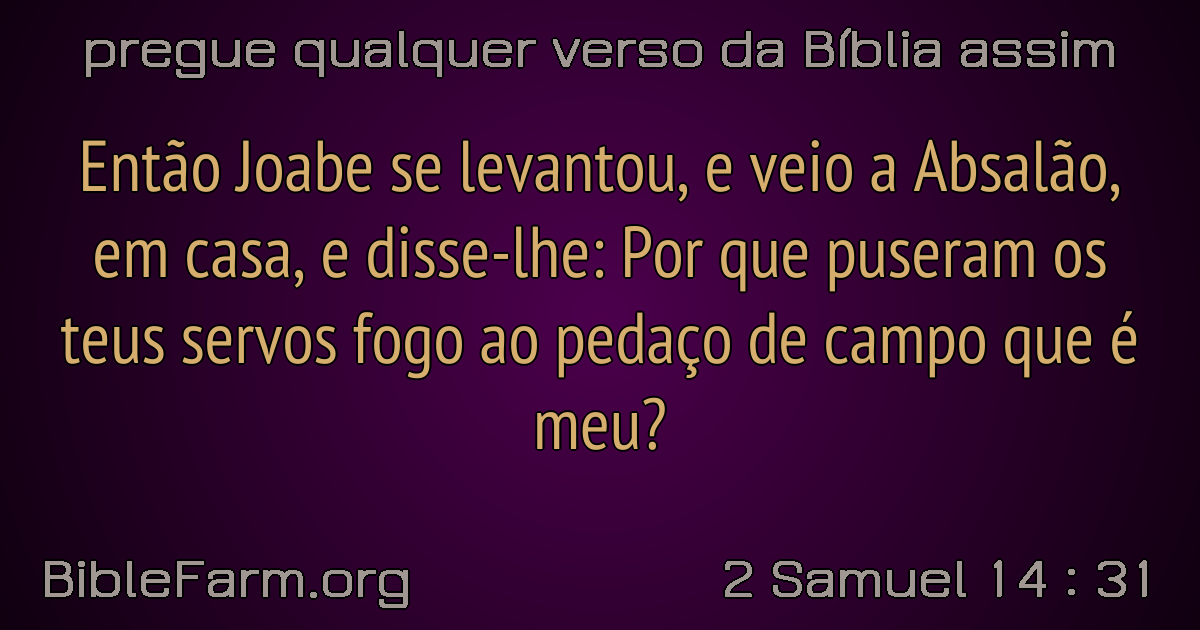 pregue qualquer verso da Bíblia assim
Então Joabe se levantou, e veio a Absalão,
em casa, e disse-lhe: Por que puseram os
teus servos fogo ao pedaço de campo que é
meu?
BibleFarm.org
2 Samuel 14 : 31